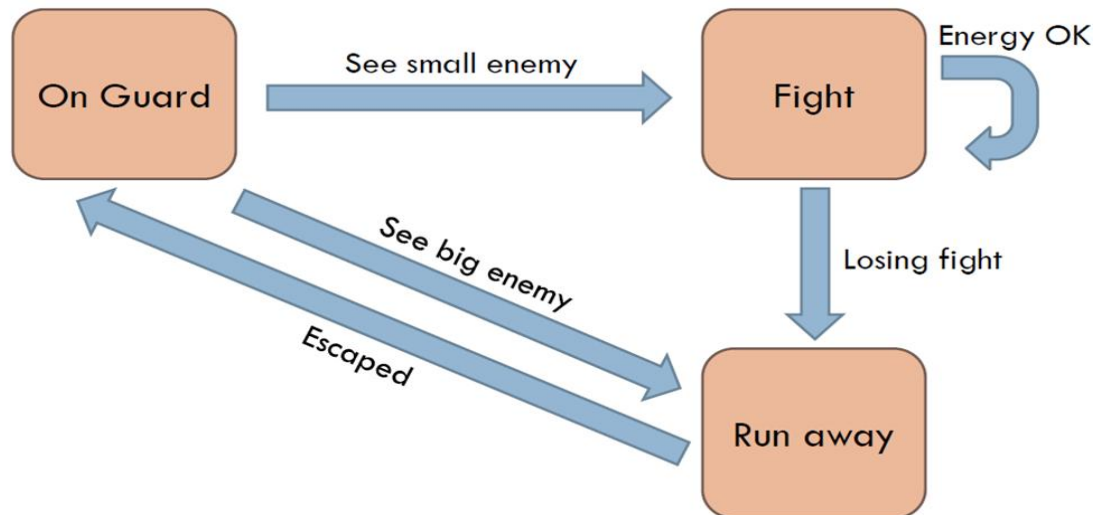 On Guard
See small enemy
Fight
Energy OK
See big enemy
Losing fight
Escaped
Run away